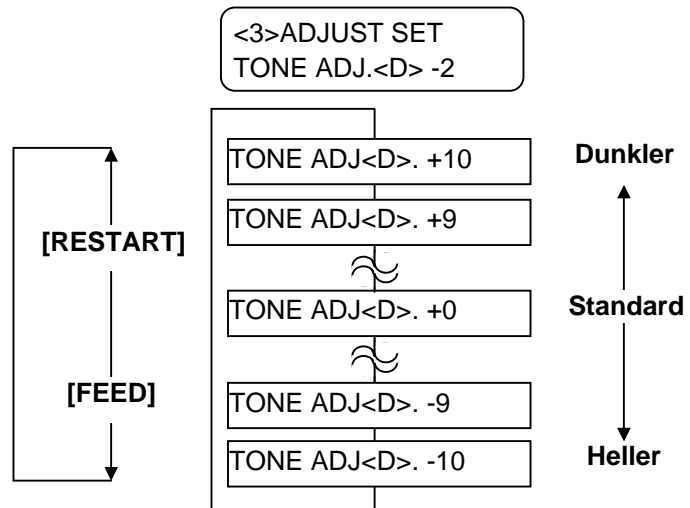 <3>ADJUST SET
TONE ADJ.<D> -2
TONE ADJ<D>. +10
Dunkler
TONE ADJ<D>. +9
[RESTART]
TONE ADJ<D>. +0
Standard
[FEED]
TONE ADJ<D>. -9
TONE ADJ<D>. -10
Heller